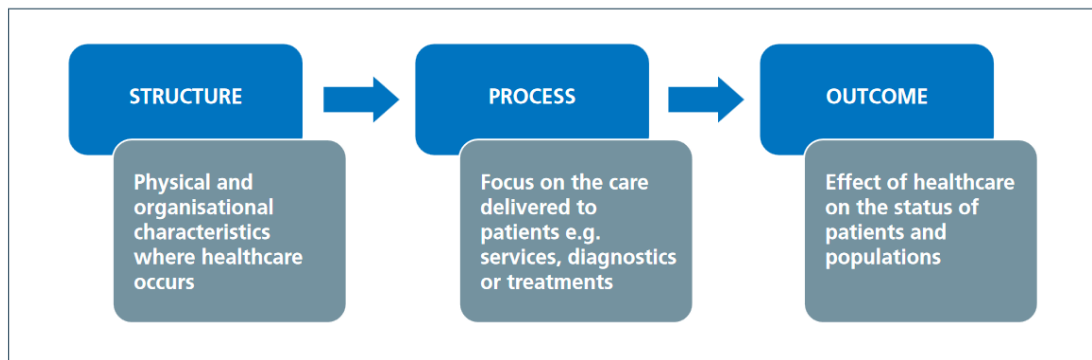 STRUCTURE
Physical and
organisational
characteristics
where healthcare
occurs
PROCESS
Focus on the care
delivered to
patients e.g.
services, diagnostics
or treatments
OUTCOME
Effect of healthcare
on the status of
patients and
populations